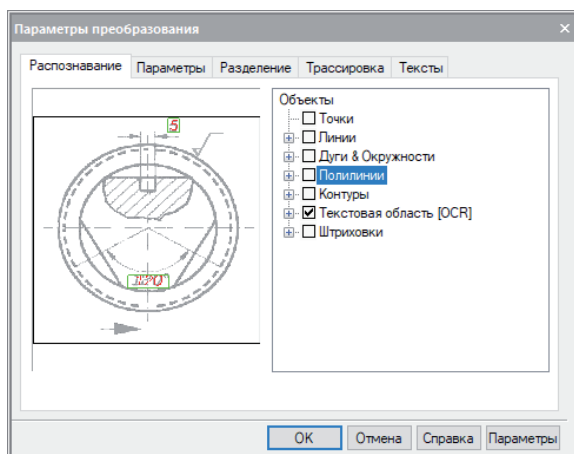 Параметры преобразования
Распознавание Параметры Разделение Трассировка Тексты
5
Объекты
Точки
Линии
Дуги & Окружности
Полилинии
Контуры
Текстовая область [OCR]
Штриховки
OK Отмена Справка Параметры